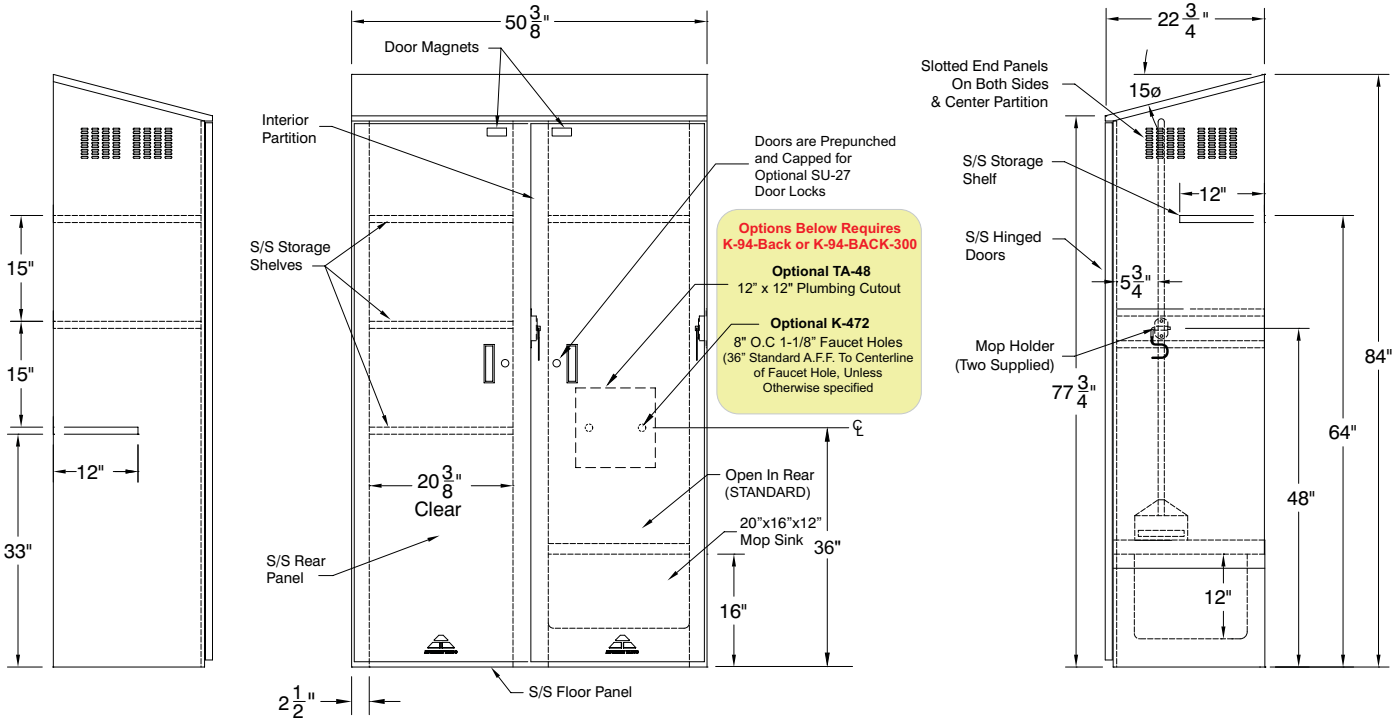 50 3/8"
Door Magnets
Interior
Partition
Doors are Prepunched
and Capped for
Optional SU-27
Door Locks
Options Below Requires
K-94-Back or K-94-BACK-300
Optional TA-48
12" x 12" Plumbing Cutout
Optional K-472
8" O.C 1-1/8" Faucet Holes
(36" Standard A.F.F. To Centerline
of Faucet Hole, Unless
Otherwise specified
S/S Storage
Shelves
15"
15"
12"
33"
20 3/8"
Clear
S/S Rear
Panel
Open In Rear
(STANDARD)
20"x16"x12"
Mop Sink
36"
16"
CL
S/S Floor Panel
2 1/2"
22 3/4"
Slotted End Panels
On Both Sides
& Center Partition
15ø
S/S Storage
Shelf
12"
S/S Hinged
Doors
5 3/4"
Mop Holder
(Two Supplied)
77 3/4"
84"
64"
48"
12"